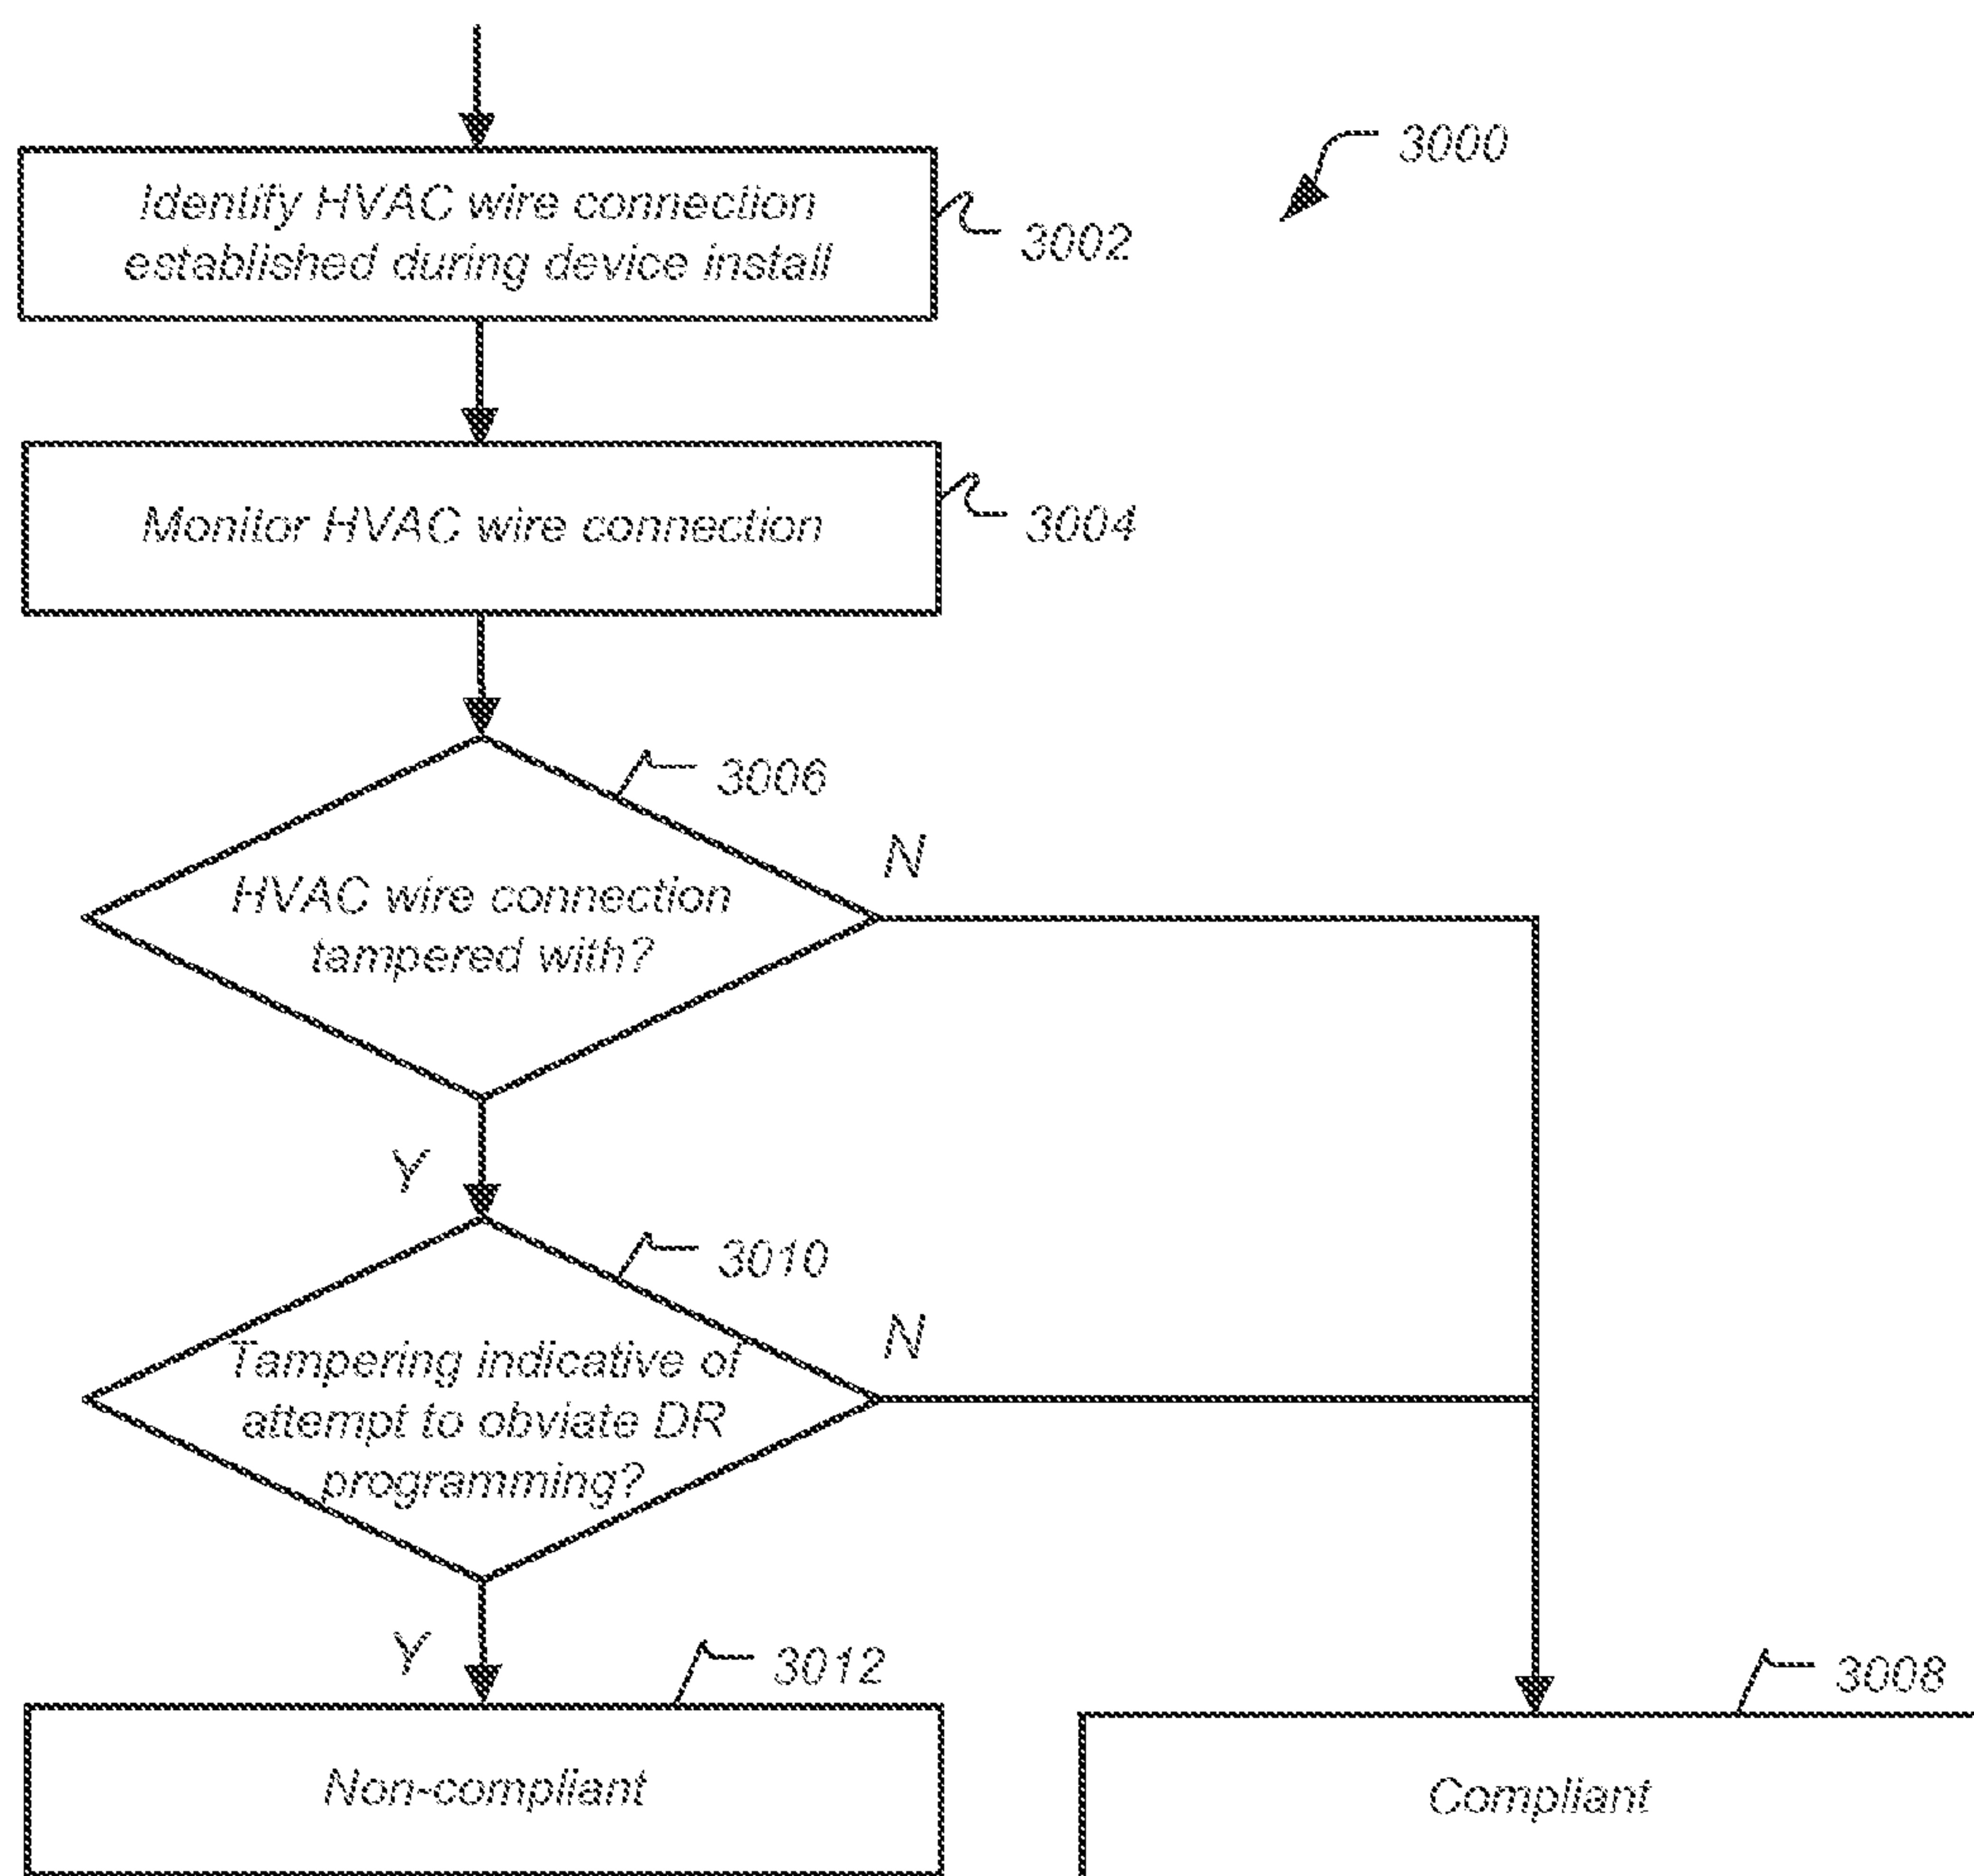 3000
Identify HVAC wire connection
established during device install
3002
Monitor HVAC wire connection
3004
3006
HVAC wire connection
tampered with?
N
Y
3010
Tampering indicative of
attempt to obviate DR
programming?
N
Y
3012
Non-compliant
3008
Compliant